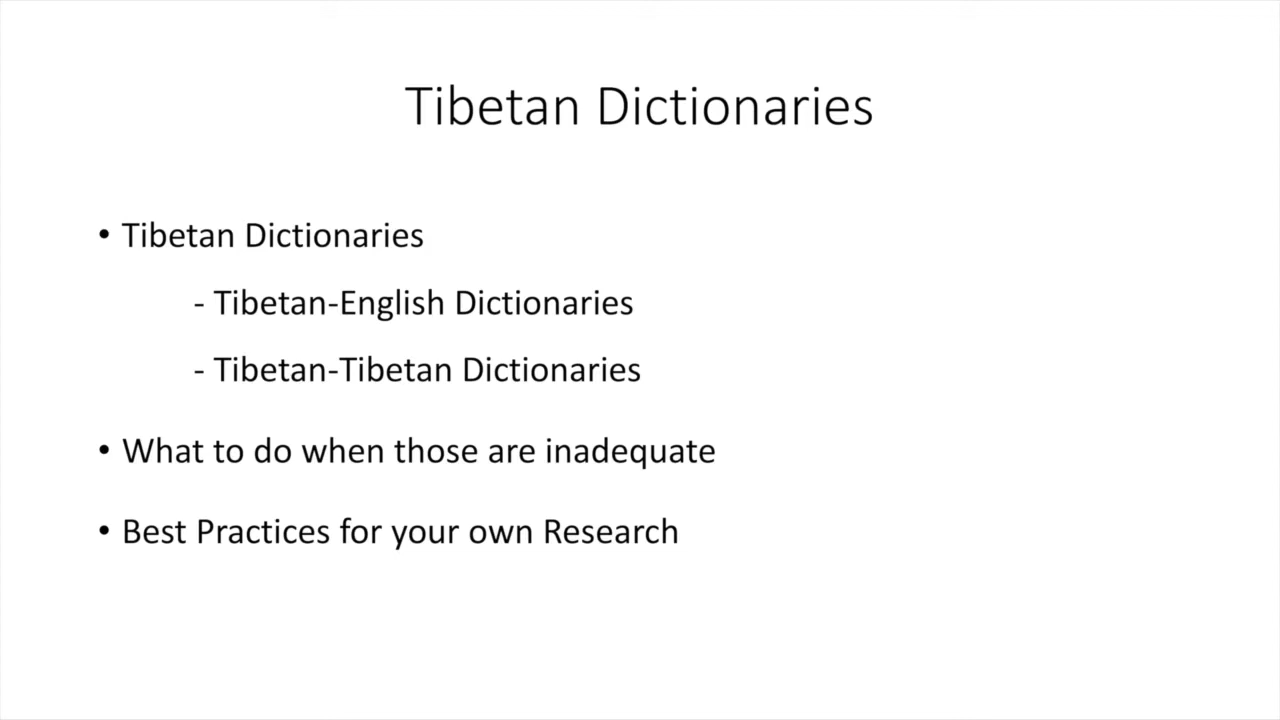 Tibetan Dictionaries
• Tibetan Dictionaries
- Tibetan-English Dictionaries
- Tibetan-Tibetan Dictionaries
• What to do when those are inadequate
• Best Practices for your own Research